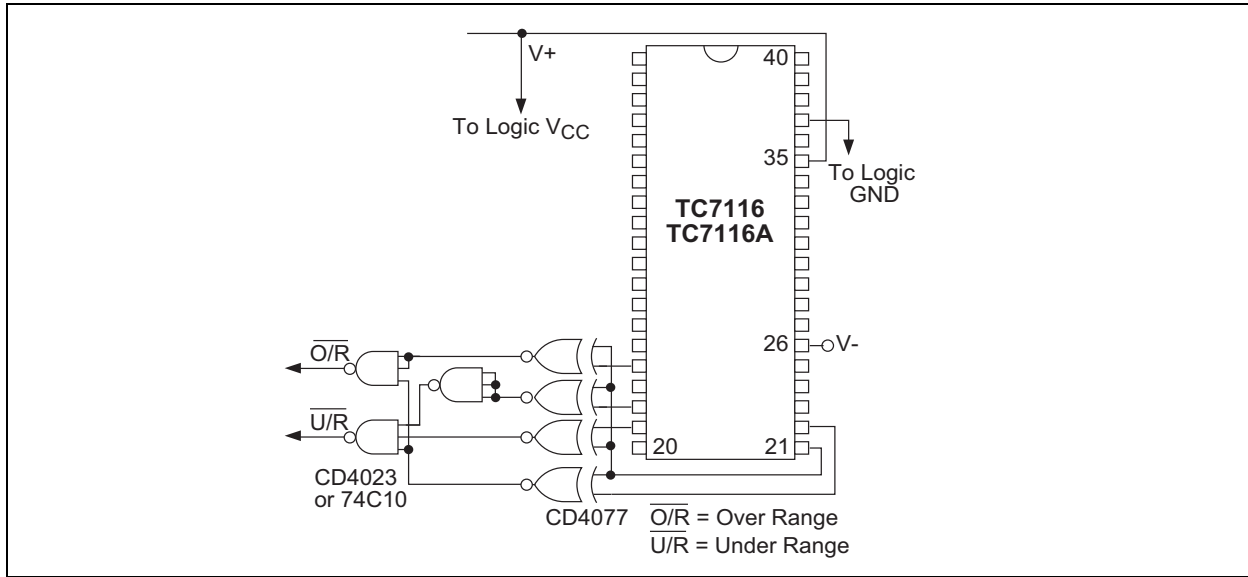 V+
40
To Logic V_CC
35
To Logic
GND
TC7116
TC7116A
O/R
26
V-
U/R
20
21
CD4023
or 74C10
CD4077
O/R = Over Range
U/R = Under Range